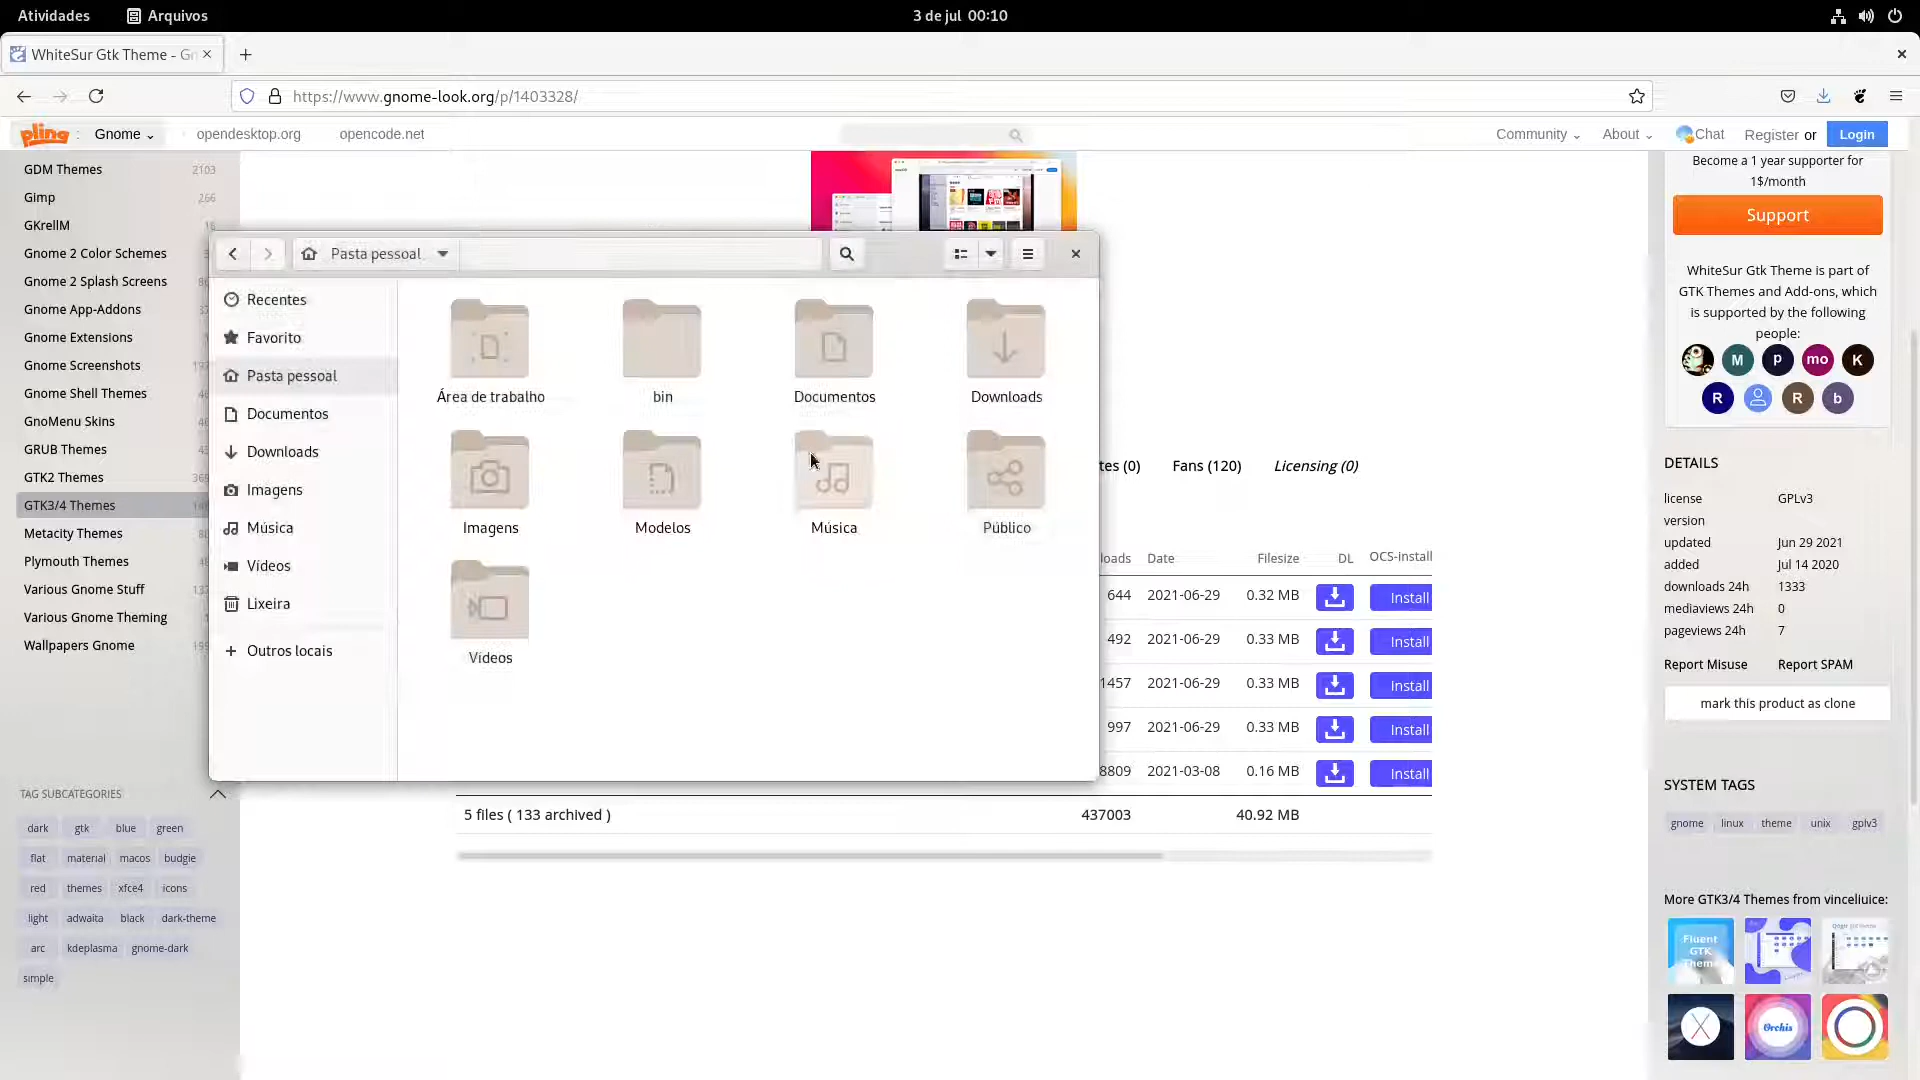 Atividades
Arquivos
3 de jul 00:10
WhiteSur Gtk Theme - Gn
https://www.gnome-look.org/p/1403328/
pling
Gnome
opendesktop.org
opencode.net
Community
About
Chat
Register or
Login
GDM Themes 2103
Gimp 266
GKrellM
Gnome 2 Color Schemes
Gnome 2 Splash Screens
Gnome App-Addons
Gnome Extensions
Gnome Screenshots
Gnome Shell Themes
GnoMenu Skins
GRUB Themes
GTK2 Themes
GTK3/4 Themes
Metacity Themes
Plymouth Themes
Various Gnome Stuff
Various Gnome Theming
Wallpapers Gnome
TAG SUBCATEGORIES
dark gtk blue green
flat material macos budgie
red themes xfce4 icons
light adwaita black dark-theme
arc kdeplasma gnome-dark
simple
Pasta pessoal
Recentes
Favorito
Pasta pessoal
Documentos
Downloads
Imagens
Música
Vídeos
Lixeira
Outros locais
Área de trabalho
bin
Documentos
Downloads
Imagens
Modelos
Música
Público
Vídeos
tes (0)
Fans (120)
Licensing (0)
loads Date Filesize DL OCS-Install
644 2021-06-29 0.32 MB Install
492 2021-06-29 0.33 MB Install
1457 2021-06-29 0.33 MB Install
997 2021-06-29 0.33 MB Install
8809 2021-03-08 0.16 MB Install
5 files ( 133 archived ) 437003 40.92 MB
Become a 1 year supporter for
1$/month
Support
WhiteSur Gtk Theme is part of
GTK Themes and Add-ons, which
is supported by the following
people:
M p mo K
R R b
DETAILS
license GPLv3
version
updated Jun 29 2021
added Jul 14 2020
downloads 24h 1333
mediaviews 24h 0
pageviews 24h 7
Report Misuse Report SPAM
mark this product as clone
SYSTEM TAGS
gnome linux theme unix gplv3
More GTK3/4 Themes from vinceliuice:
Fluent
GTK
Theme
Orchis